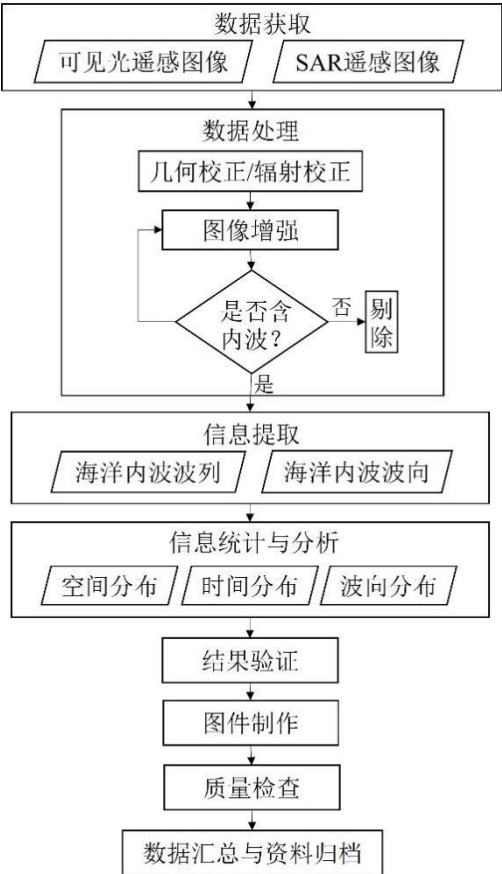 数据获取
可见光遥感图像
SAR遥感图像
数据处理
几何校正/辐射校正
图像增强
是否含
内波？
否
剔
除
是
信息提取
海洋内波波列
海洋内波波向
信息统计与分析
空间分布
时间分布
波向分布
结果验证
图件制作
质量检查
数据汇总与资料归档